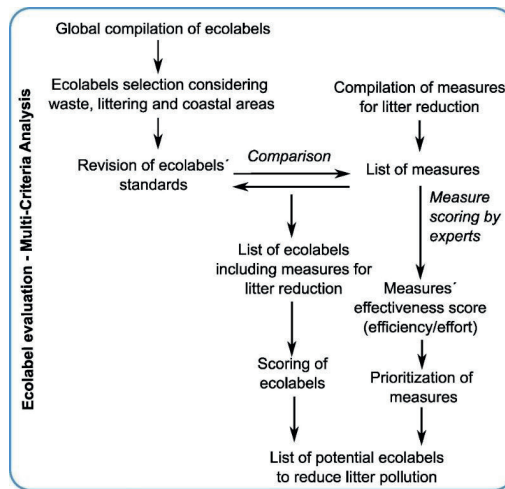 Ecolabel evaluation - Multi-Criteria Analysis
Global compilation of ecolabels
Ecolabels selection considering
waste, littering and coastal areas
Revision of ecolabels´
standards
Comparison
Compilation of measures
for litter reduction
List of measures
Measure
scoring by
experts
List of ecolabels
including measures for
litter reduction
Measures´
effectiveness score
(efficiency/effort)
Scoring of
ecolabels
Prioritization of
measures
List of potential ecolabels
to reduce litter pollution